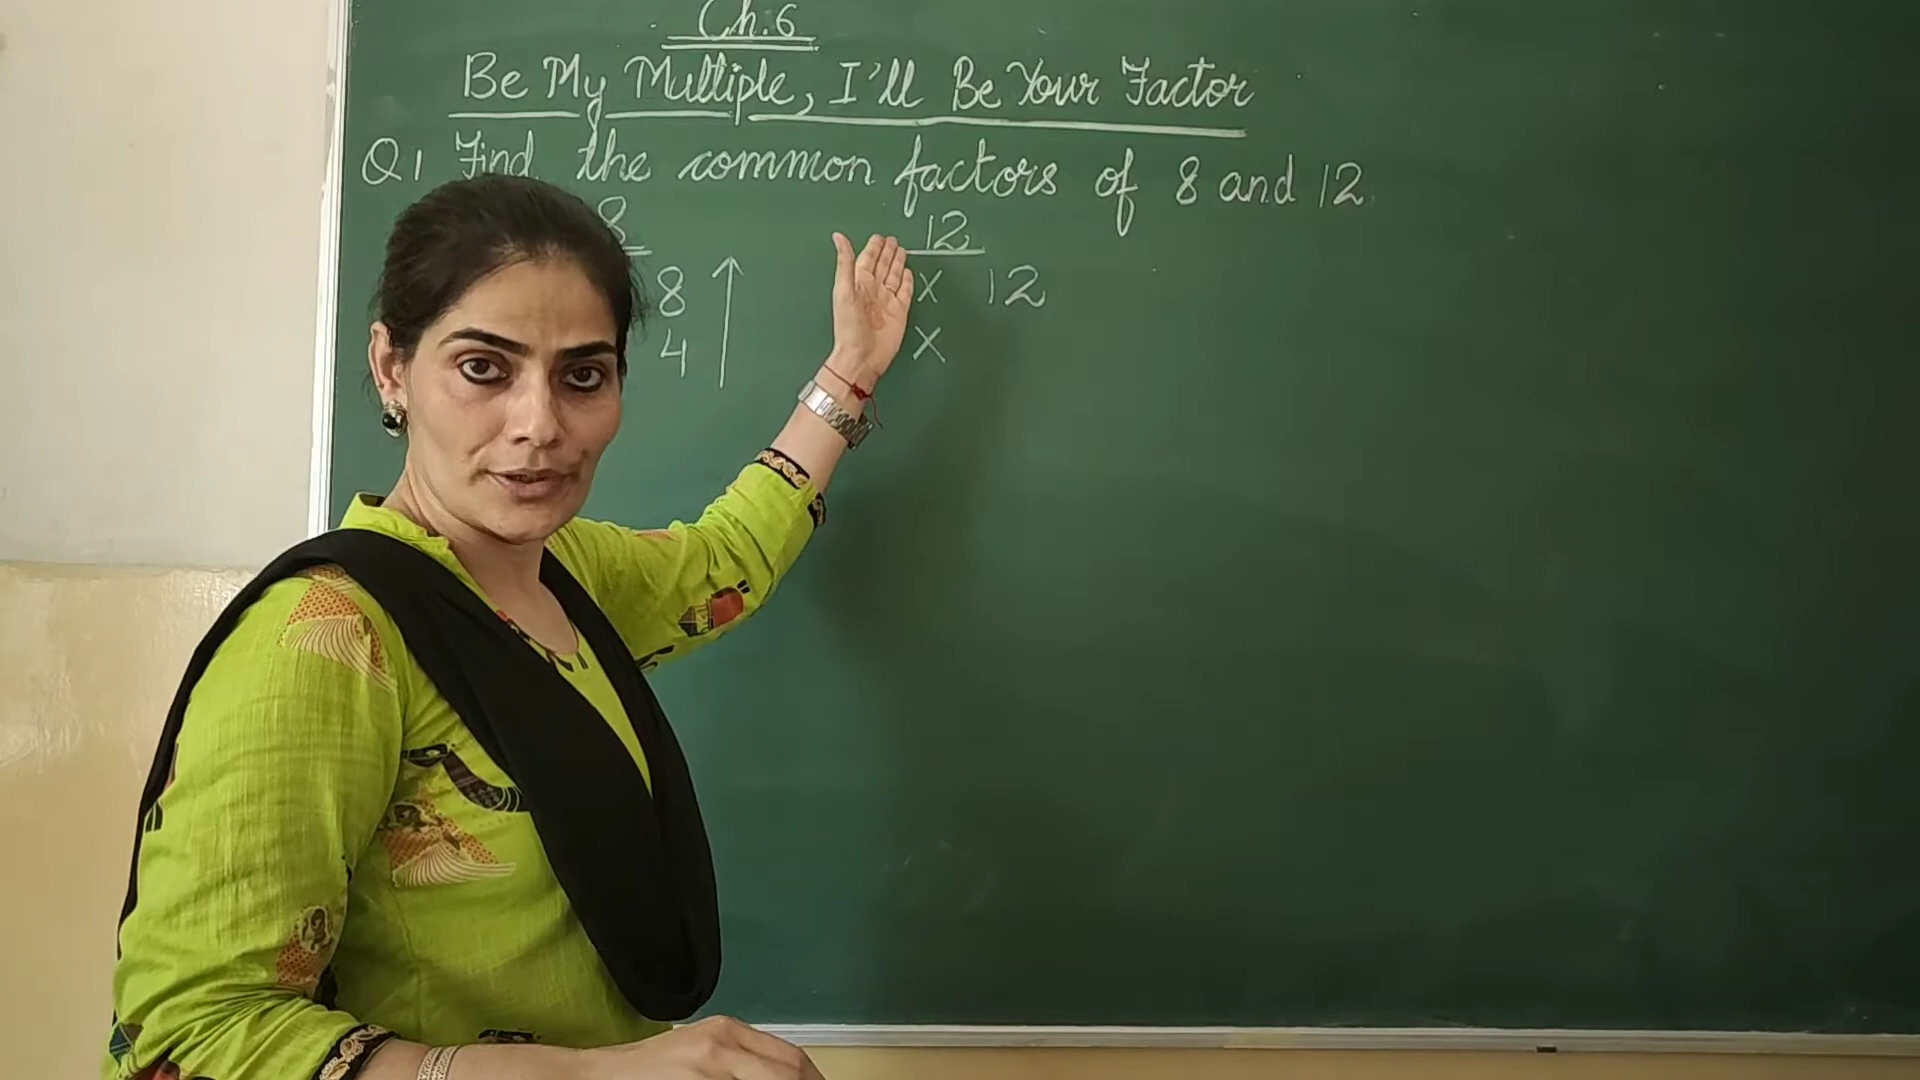 Ch.6
Be My Multiple, I'll Be Your Factor
Q1 Find the common factors of 8 and 12
8 12
8 X 12
4 X